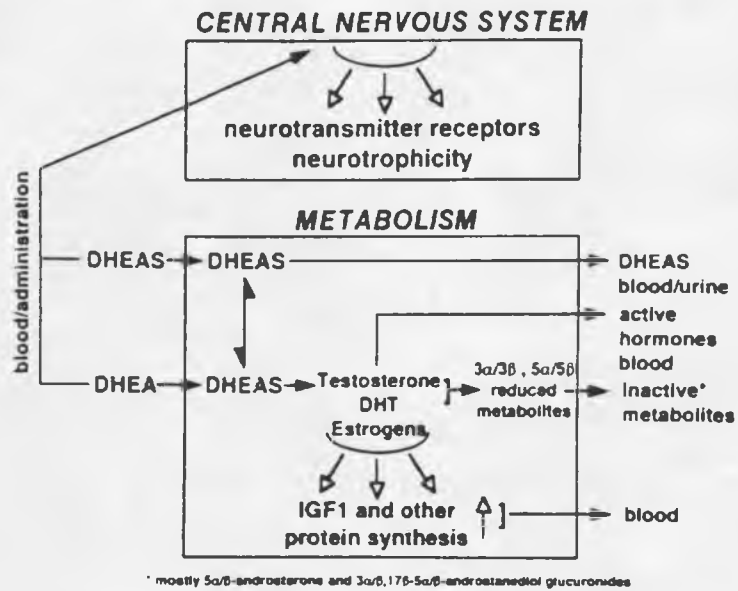 CENTRAL NERVOUS SYSTEM
neurotransmitter receptors
neurotrophicity
blood/administration
METABOLISM
DHEAS DHEAS DHEAS
blood/urine
active
hormones
blood
DHEA DHEAS Testosterone
DHT
Estrogens
3α/3β, 5α/5β
reduced
metabolites
Inactive*
metabolites
IGF1 and other
protein synthesis
blood
* mostly 5α/β-androsterone and 3α/β,17β-5α/β-androstanediol glucuronides